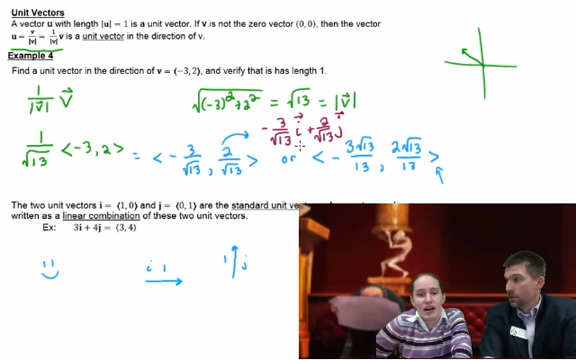 Unit Vectors
A vector u with length |u| = 1 is a unit vector. If v is not the zero vector ⟨0, 0⟩, then the vector
u = v/|v| = 1/|v| v is a unit vector in the direction of v.
Example 4
Find a unit vector in the direction of v = ⟨−3, 2⟩, and verify that is has length 1.
1/|v⃗| v⃗ √((-3)²+2²) = √13 = |v⃗|
-3/√13 i⃗ + 2/√13 j⃗
1/√13 <-3, 2> = <-3/√13, 2/√13> or <-3√13/13, 2√13/13>
The two unit vectors i = ⟨1, 0⟩ and j = ⟨0, 1⟩ are the standard unit
written as a linear combination of these two unit vectors.
Ex: 3i + 4j = ⟨3, 4⟩
i 1 1 j